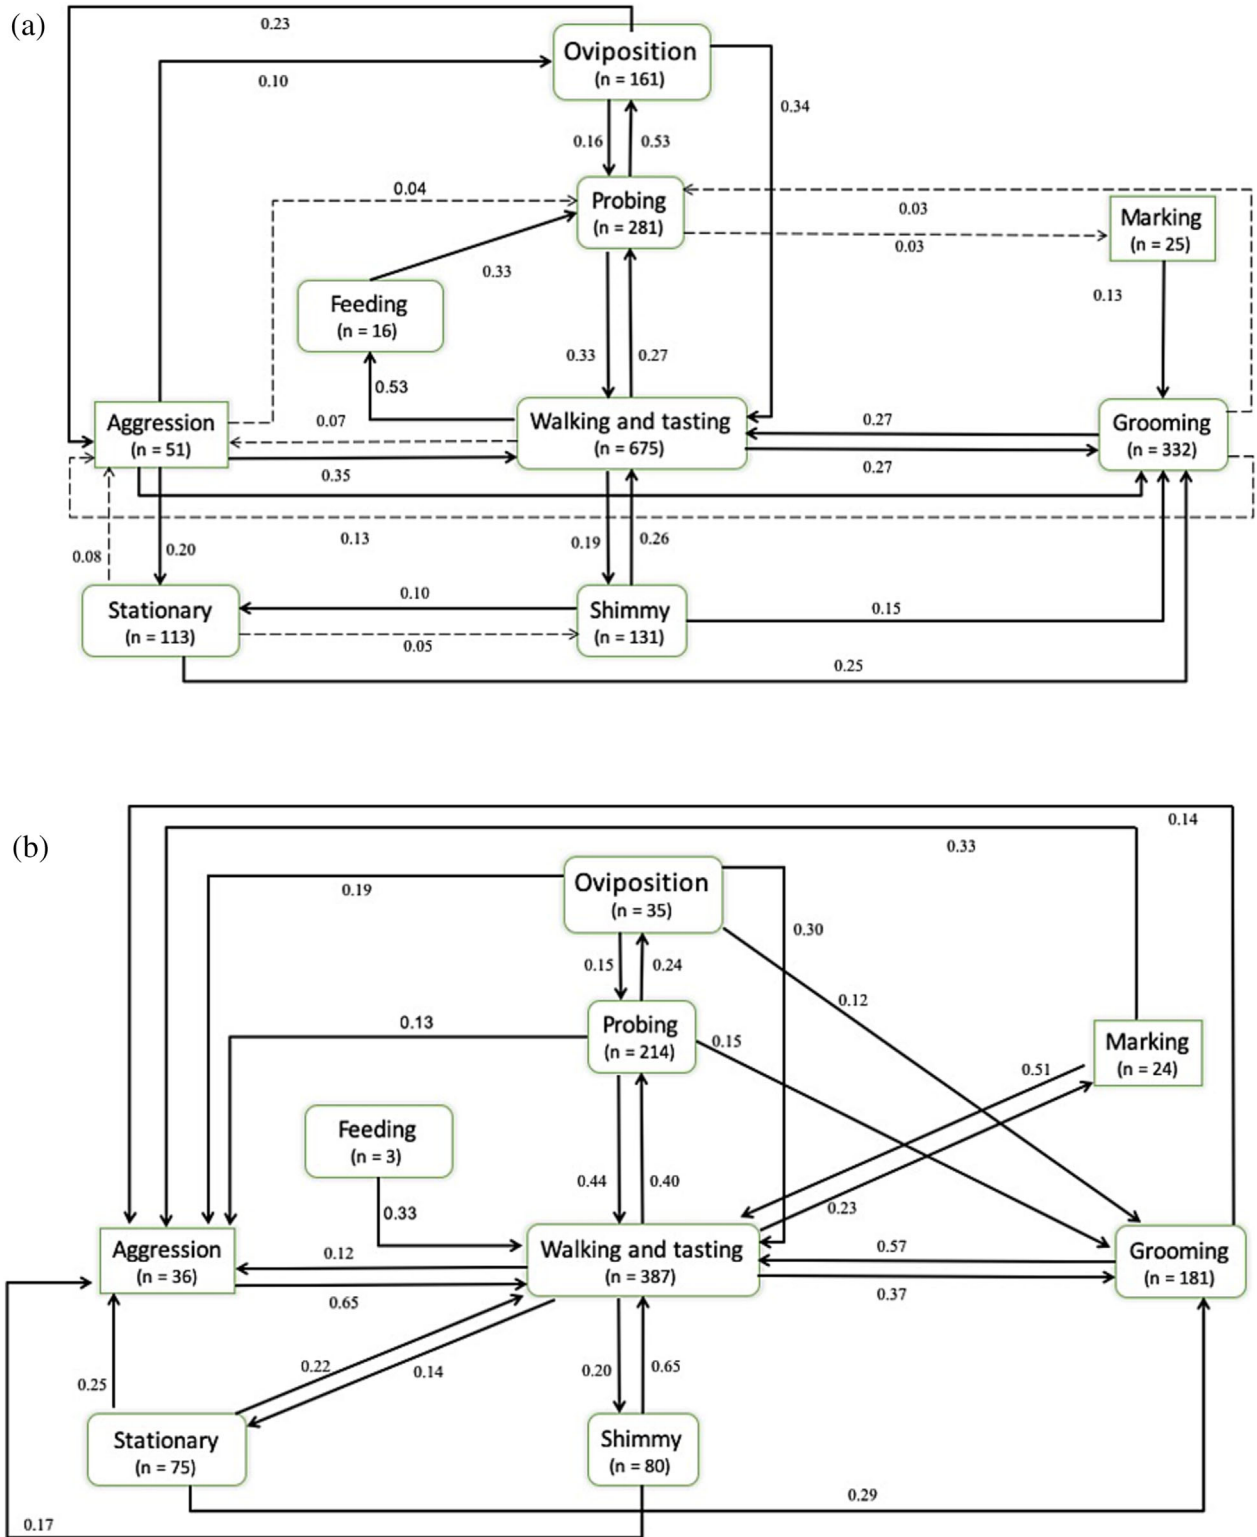 (a)
0.23
Oviposition
(n = 161)
0.10
0.34
0.16
0.53
0.04
Probing
(n = 281)
0.03
0.03
Marking
(n = 25)
0.33
0.13
Feeding
(n = 16)
0.33
0.27
0.53
Aggression
(n = 51)
0.07
0.35
Walking and tasting
(n = 675)
0.27
0.27
Grooming
(n = 332)
0.13
0.08
0.20
0.19
0.26
Stationary
(n = 113)
0.10
0.05
Shimmy
(n = 131)
0.15
0.25
(b)
0.14
0.33
0.19
Oviposition
(n = 35)
0.30
0.15
0.24
0.12
0.13
Probing
(n = 214)
0.15
Marking
(n = 24)
0.51
Feeding
(n = 3)
0.44
0.40
0.33
0.23
Aggression
(n = 36)
0.12
0.65
Walking and tasting
(n = 387)
0.57
0.37
Grooming
(n = 181)
0.25
0.22
0.14
0.20
0.65
Stationary
(n = 75)
Shimmy
(n = 80)
0.29
0.17